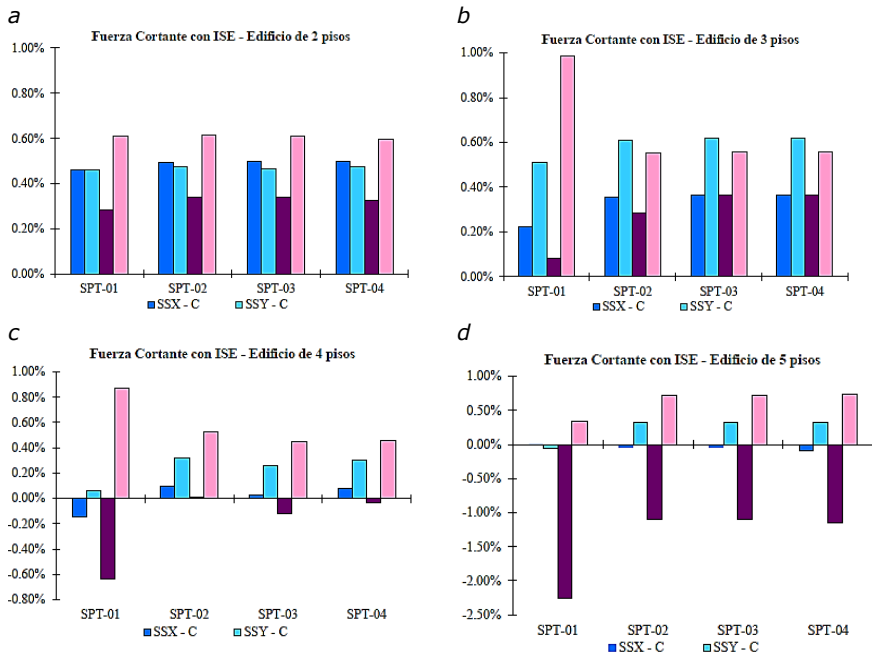 a
Fuerza Cortante con ISE - Edificio de 2 pisos
1.00%
0.80%
0.60%
0.40%
0.20%
0.00%
SPT-01 SPT-02 SPT-03 SPT-04
SSX - C SSY - C
b
Fuerza Cortante con ISE - Edificio de 3 pisos
1.00%
0.80%
0.60%
0.40%
0.20%
0.00%
SPT-01 SPT-02 SPT-03 SPT-04
SSX - C SSY - C
c
Fuerza Cortante con ISE - Edificio de 4 pisos
1.00%
0.80%
0.60%
0.40%
0.20%
0.00%
-0.20%
-0.40%
-0.60%
-0.80%
SPT-01 SPT-02 SPT-03 SPT-04
SSX - C SSY - C
d
Fuerza Cortante con ISE - Edificio de 5 pisos
1.00%
0.50%
0.00%
-0.50%
-1.00%
-1.50%
-2.00%
-2.50%
SPT-01 SPT-02 SPT-03 SPT-04
SSX - C SSY - C